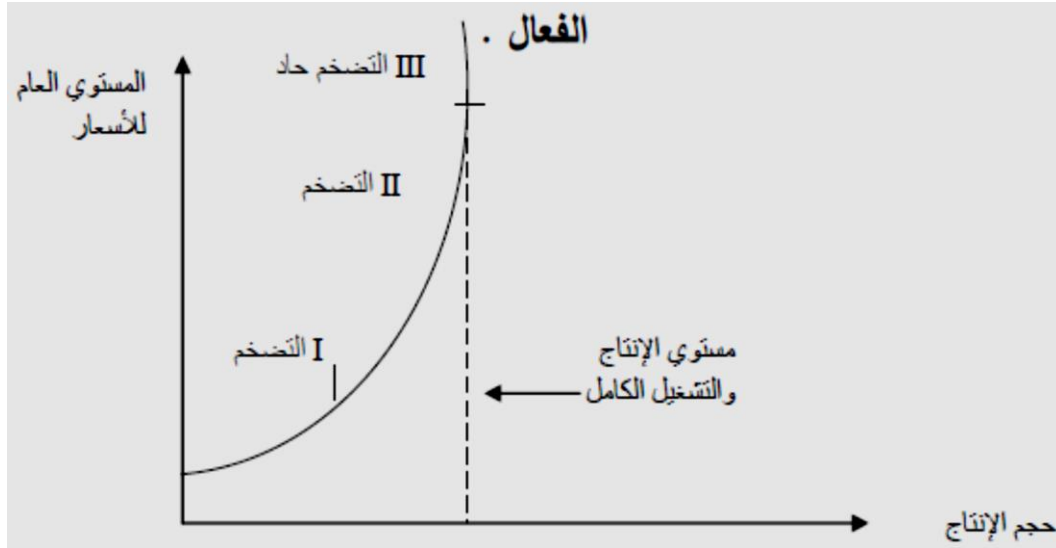 الفعال .
III التضخم حاد
المستوي العام
للأسعار
II التضخم
I التضخم
مستوي الإنتاج
والتشغيل الكامل
حجم الإنتاج